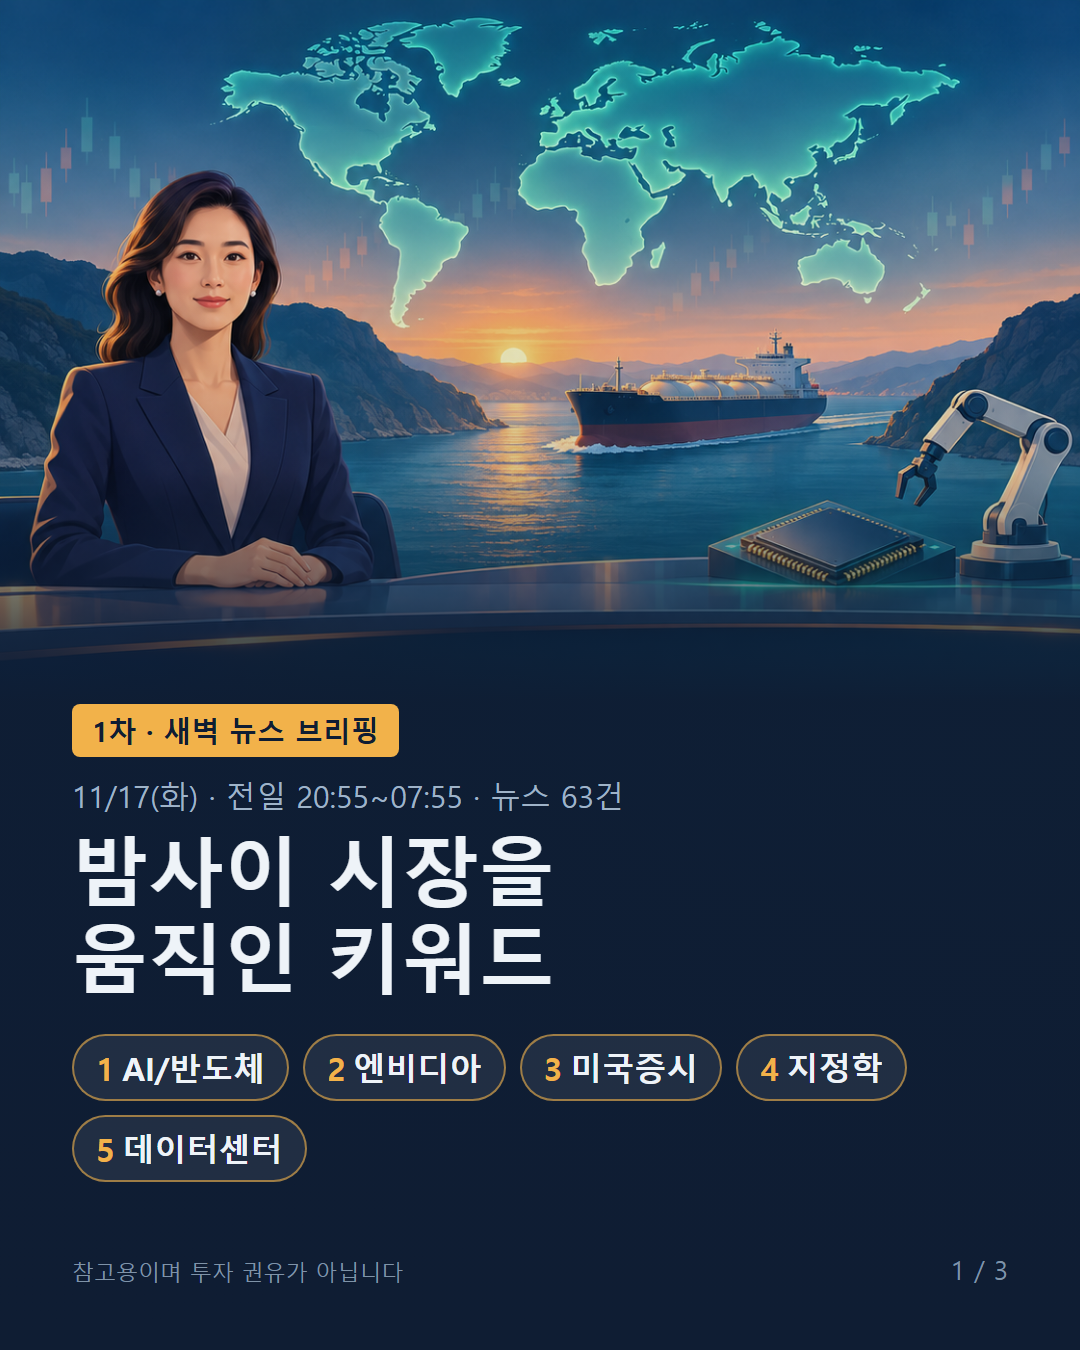 1차 · 새벽 뉴스 브리핑
11/17(화) · 전일 20:55~07:55 · 뉴스 63건
밤사이 시장을
움직인 키워드
1 AI/반도체 2 엔비디아 3 미국증시 4 지정학
5 데이터센터
참고용이며 투자 권유가 아닙니다 1 / 3